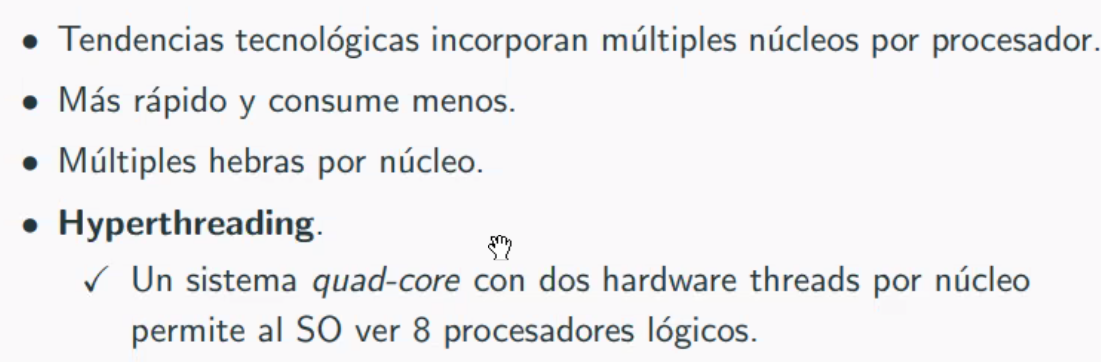 • Tendencias tecnológicas incorporan múltiples núcleos por procesador.
• Más rápido y consume menos.
• Múltiples hebras por núcleo.
• Hyperthreading.
✓ Un sistema quad-core con dos hardware threads por núcleo
permite al SO ver 8 procesadores lógicos.